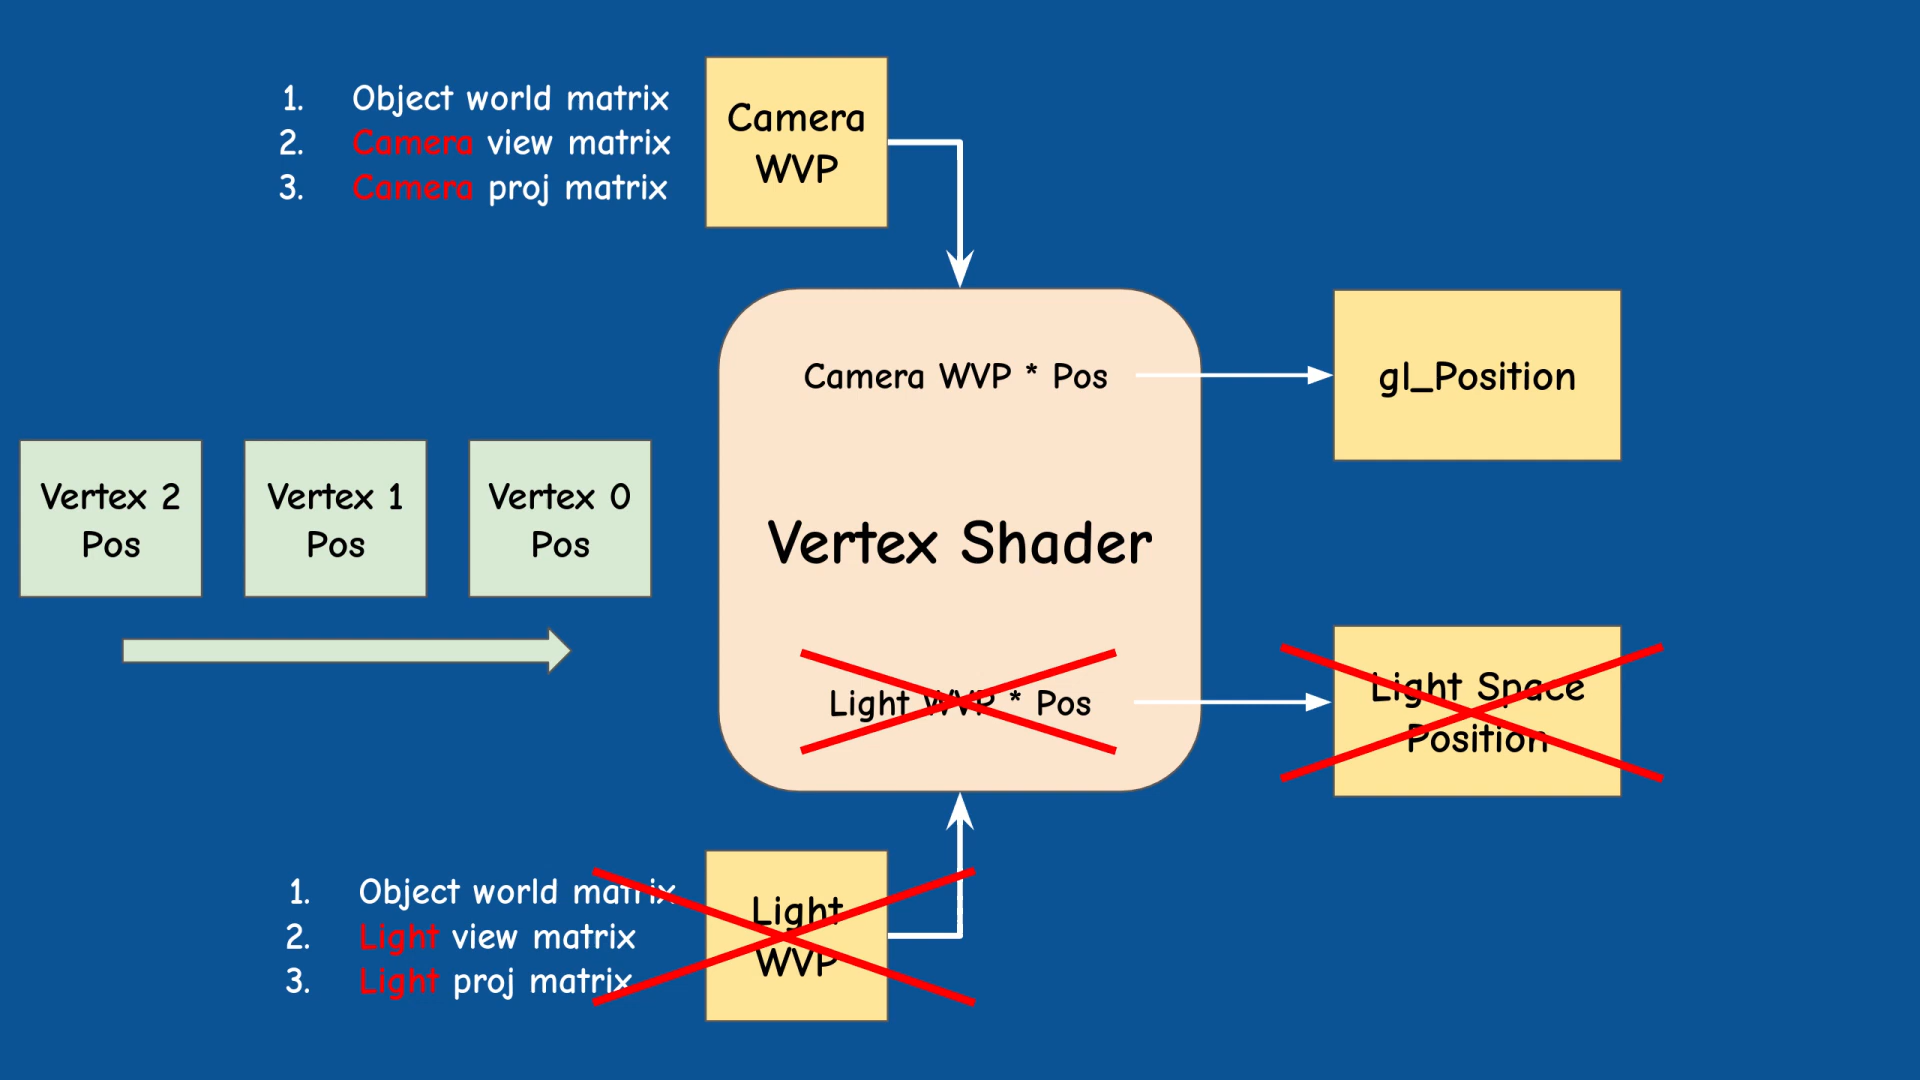 1. Object world matrix
2. Camera view matrix
3. Camera proj matrix
Camera
WVP
Camera WVP * Pos
gl_Position
Vertex 2
Pos
Vertex 1
Pos
Vertex 0
Pos
Vertex Shader
Light WVP * Pos
Light Space
Position
1. Object world matrix
2. Light view matrix
3. Light proj matrix
Light
WVP